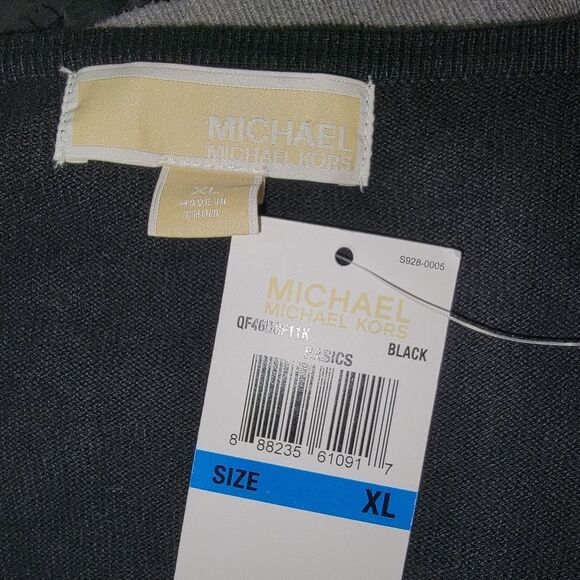 MICHAEL
MICHAEL KORS
XL
MADE IN
CHINA
S928-0005
MICHAEL
MICHAEL KORS
BASICS
BLACK
8 88235 61091 7
SIZE XL